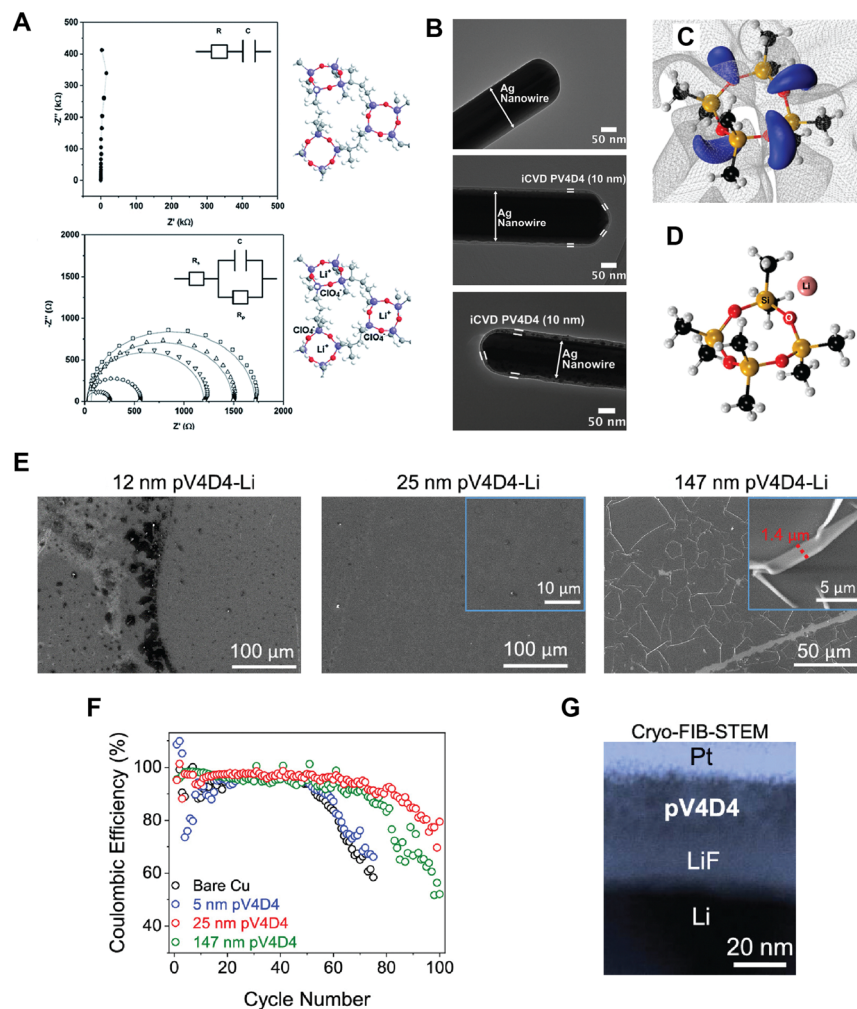 A
500
400
300
200
100
0
-Z'' (kΩ)
R
C
0
100
200
300
400
500
Z' (kΩ)
2000
1500
1000
500
0
-Z'' (Ω)
C
Rs
Rp
0
500
1000
1500
2000
Z' (Ω)
Li+
ClO4-
Li+
ClO4-
ClO4-
Li+
B
Ag
Nanowire
50 nm
iCVD PV4D4 (10 nm)
Ag
Nanowire
50 nm
iCVD PV4D4 (10 nm)
Ag
Nanowire
50 nm
C
D
Li
Si
O
E
12 nm pV4D4-Li
100 μm
25 nm pV4D4-Li
10 μm
100 μm
147 nm pV4D4-Li
1.4 μm
5 μm
50 μm
F
Coulombic Efficiency (%)
100
80
60
40
Bare Cu
5 nm pV4D4
25 nm pV4D4
147 nm pV4D4
0
20
40
60
80
100
Cycle Number
G
Cryo-FIB-STEM
Pt
pV4D4
LiF
Li
20 nm